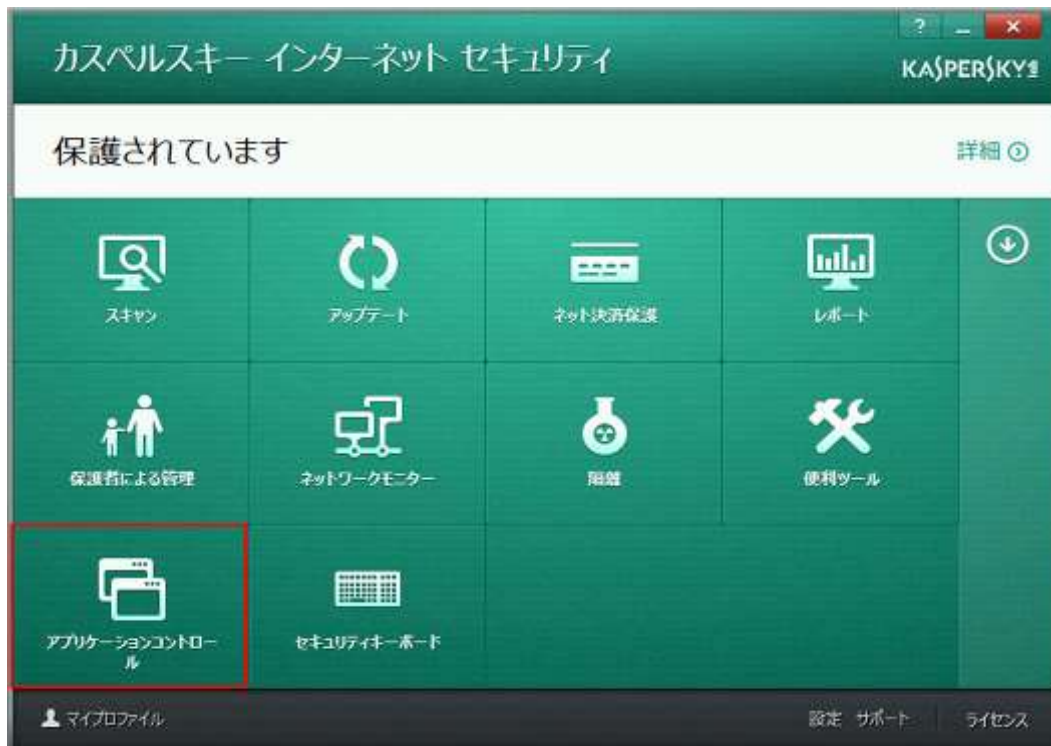 カスペルスキー インターネット セキュリティ
?
KASPERSKY
保護されています
詳細
スキャン
アップデート
ネット決済保護
レポート
保護者による管理
ネットワークモニター
隔離
便利ツール
アプリケーションコントロー
ル
セキュリティキーボード
マイプロファイル
設定 サポート ライセンス